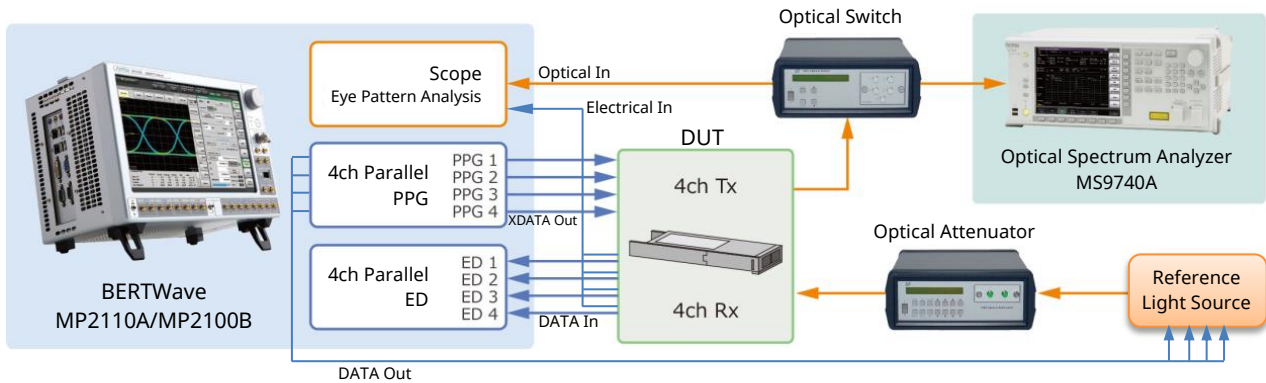 Optical Switch
Scope
Eye Pattern Analysis
Optical In
Electrical In
Optical Spectrum Analyzer
MS9740A
DUT
4ch Parallel
PPG
PPG 1
PPG 2
PPG 3
PPG 4
XDATA Out
4ch Tx
Optical Attenuator
4ch Parallel
ED
ED 1
ED 2
ED 3
ED 4
DATA In
4ch Rx
Reference
Light Source
BERTWave
MP2110A/MP2100B
DATA Out